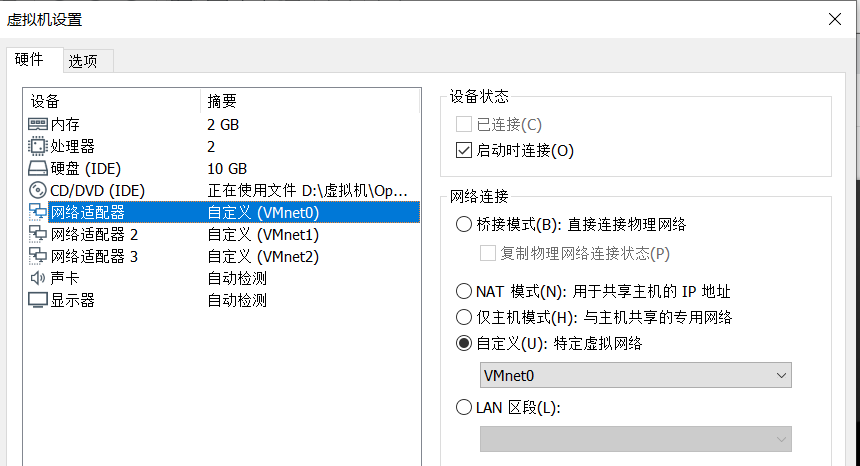 虚拟机设置
硬件 选项
设备 摘要
内存 2 GB
处理器 2
硬盘 (IDE) 10 GB
CD/DVD (IDE) 正在使用文件 D:\虚拟机\Op...
网络适配器 自定义 (VMnet0)
网络适配器 2 自定义 (VMnet1)
网络适配器 3 自定义 (VMnet2)
声卡 自动检测
显示器 自动检测
设备状态
已连接(C)
启动时连接(O)
网络连接
桥接模式(B): 直接连接物理网络
复制物理网络连接状态(P)
NAT 模式(N): 用于共享主机的 IP 地址
仅主机模式(H): 与主机共享的专用网络
自定义(U): 特定虚拟网络
VMnet0
LAN 区段(L):